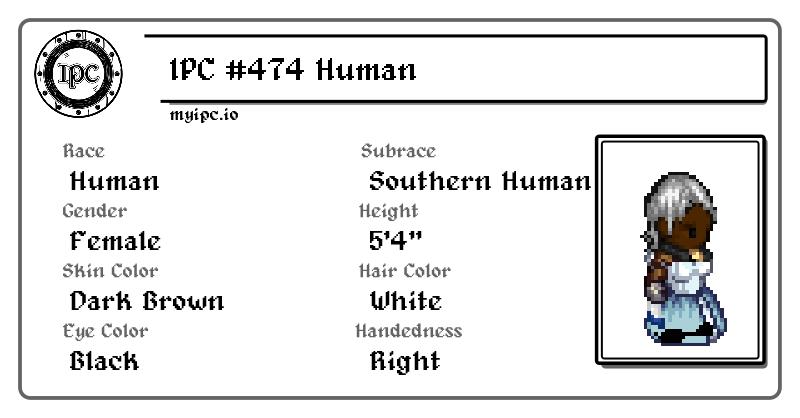 IPC
IPC #474 Human
myipc.io
Race Subrace
Human Southern Human
Gender Height
Female 5'4"
Skin Color Hair Color
Dark Brown White
Eye Color Handedness
Black Right